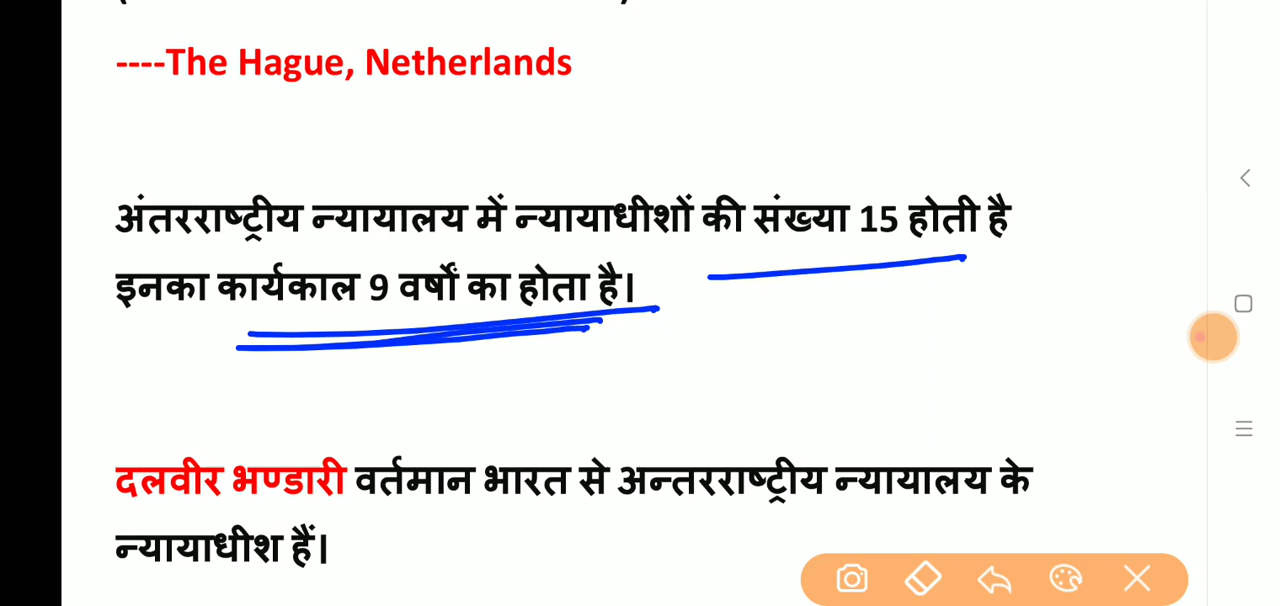 ----The Hague, Netherlands
अंतरराष्ट्रीय न्यायालय में न्यायाधीशों की संख्या 15 होती है
इनका कार्यकाल 9 वर्षों का होता है।
दलवीर भण्डारी वर्तमान भारत से अन्तरराष्ट्रीय न्यायालय के
न्यायाधीश हैं।